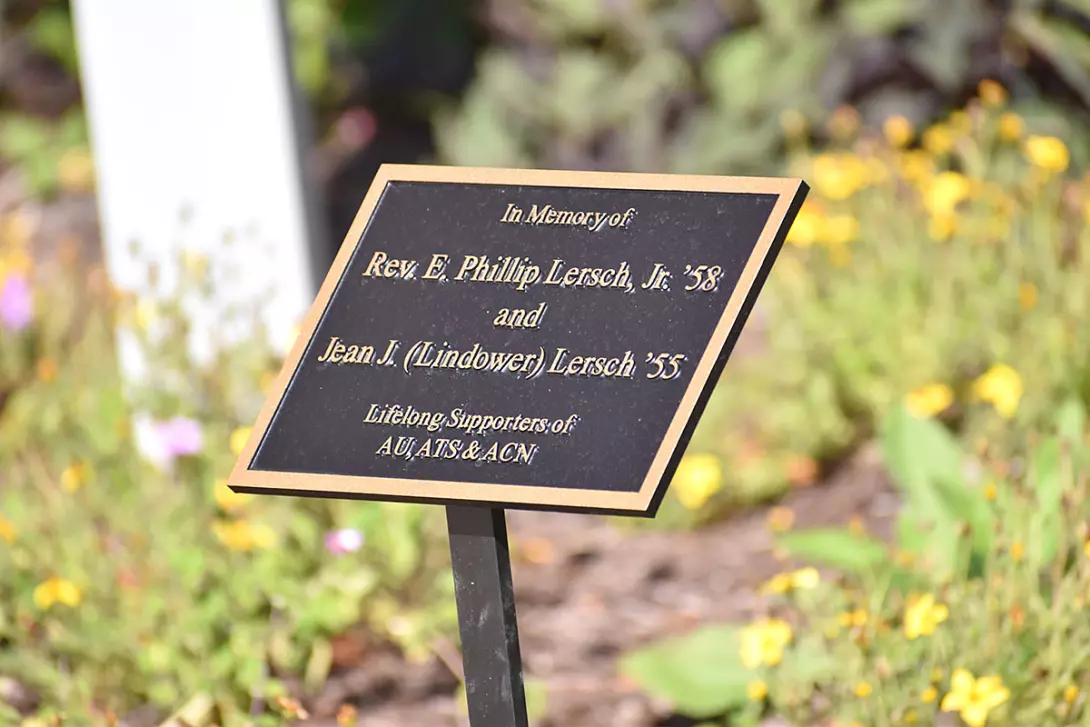 In Memory of
Rev. E. Phillip Lersch, Jr. '58
and
Jean J. (Lindower) Lersch '55
Lifelong Supporters of
AU, ATS & ACN